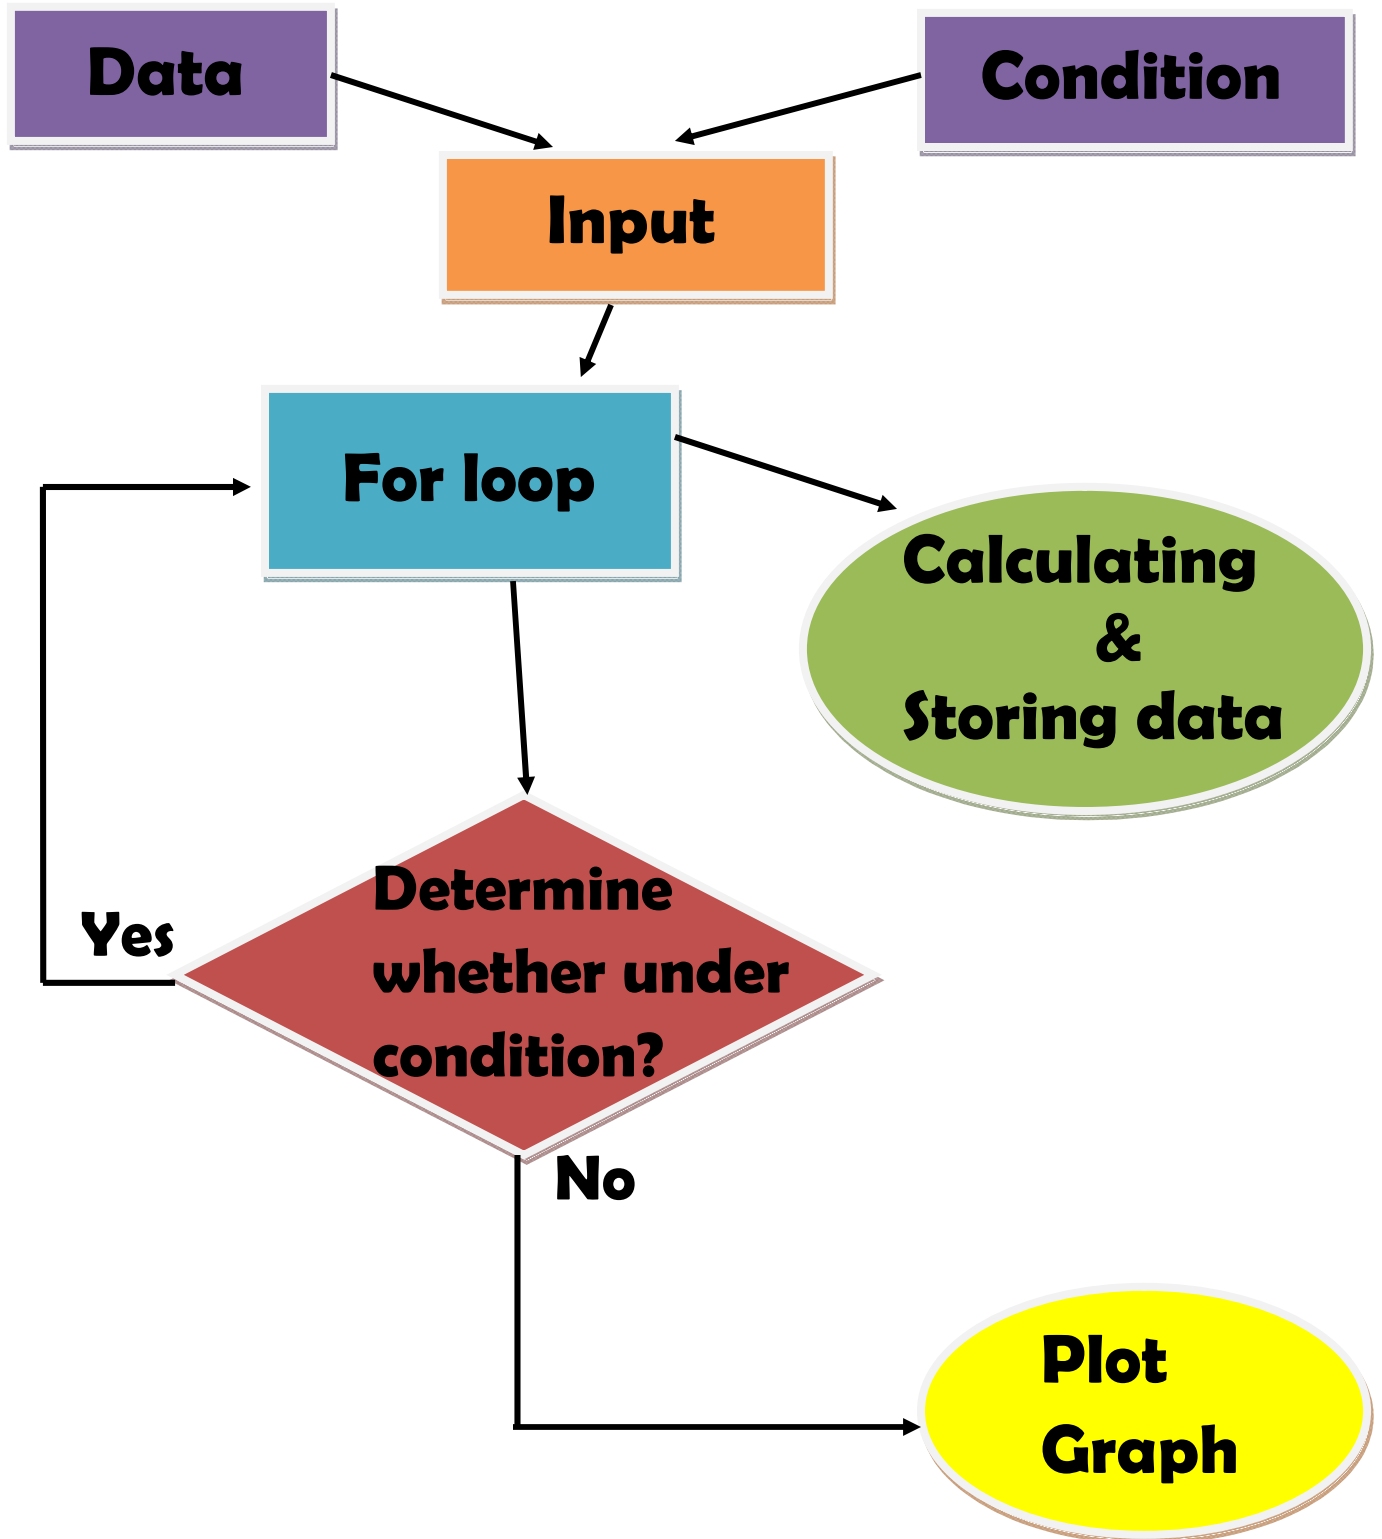 Data
Condition
Input
For loop
Calculating
&
Storing data
Determine
whether under
condition?
Yes
No
Plot
Graph